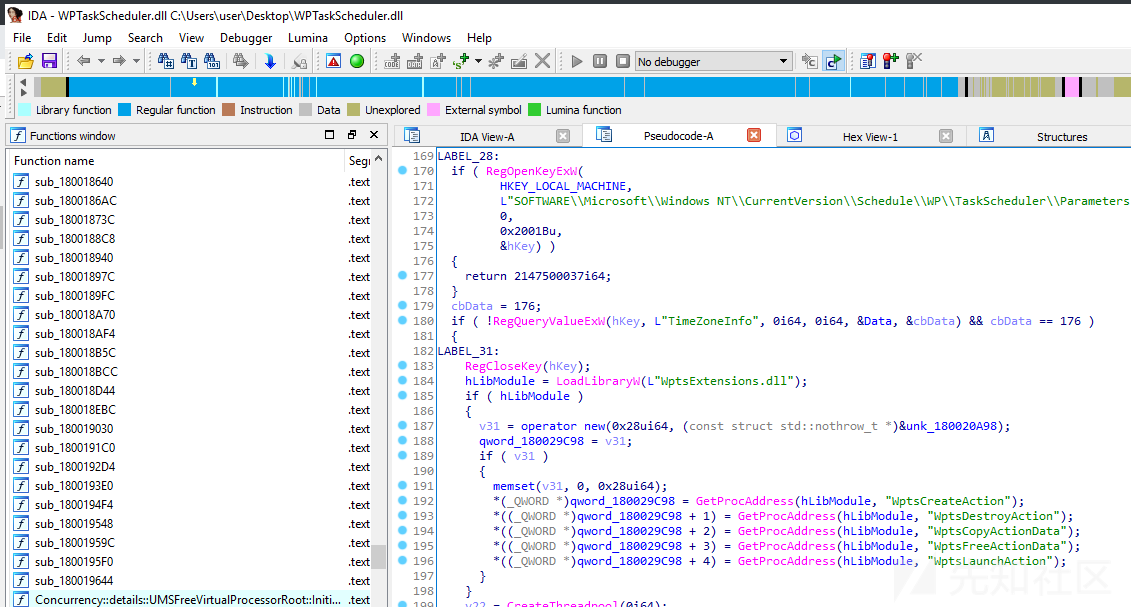 IDA - WPTaskScheduler.dll C:\Users\user\Desktop\WPTaskScheduler.dll
File Edit Jump Search View Debugger Lumina Options Windows Help
No debugger
Library function Regular function Instruction Data Unexplored External symbol Lumina function
Functions window
IDA View-A Pseudocode-A Hex View-1 Structures
Function name Seg
sub_180018640 .text
sub_1800186AC .text
sub_18001873C .text
sub_1800188C8 .text
sub_180018940 .text
sub_18001897C .text
sub_1800189FC .text
sub_180018A70 .text
sub_180018AF4 .text
sub_180018B5C .text
sub_180018BCC .text
sub_180018D44 .text
sub_180018EBC .text
sub_180019030 .text
sub_1800191C0 .text
sub_1800192D4 .text
sub_1800193E0 .text
sub_1800194F4 .text
sub_180019548 .text
sub_18001959C .text
sub_1800195F0 .text
sub_180019644 .text
Concurrency::details::UMSFreeVirtualProcessorRoot::Initi... .text
169 LABEL_28:
170 if ( RegOpenKeyExW(
171 HKEY_LOCAL_MACHINE,
172 L"SOFTWARE\\Microsoft\\Windows NT\\CurrentVersion\\Schedule\\WP\\TaskScheduler\\Parameters
173 0,
174 0x2001Bu,
175 &hKey) )
176 {
177 return 2147500037i64;
178 }
179 cbData = 176;
180 if ( !RegQueryValueExW(hKey, L"TimeZoneInfo", 0i64, 0i64, &Data, &cbData) && cbData == 176 )
181 {
182 LABEL_31:
183 RegCloseKey(hKey);
184 hLibModule = LoadLibraryW(L"WptsExtensions.dll");
185 if ( hLibModule )
186 {
187 v31 = operator new(0x28ui64, (const struct std::nothrow_t *)&unk_180020A98);
188 qword_180029C98 = v31;
189 if ( v31 )
190 {
191 memset(v31, 0, 0x28ui64);
192 *(_QWORD *)qword_180029C98 = GetProcAddress(hLibModule, "WptsCreateAction");
193 *((_QWORD *)qword_180029C98 + 1) = GetProcAddress(hLibModule, "WptsDestroyAction");
194 *((_QWORD *)qword_180029C98 + 2) = GetProcAddress(hLibModule, "WptsCopyActionData");
195 *((_QWORD *)qword_180029C98 + 3) = GetProcAddress(hLibModule, "WptsFreeActionData");
196 *((_QWORD *)qword_180029C98 + 4) = GetProcAddress(hLibModule, "WptsLaunchAction");
197 }
198 }
199 v22 = CreateThreadpool(0i64);
先知社区